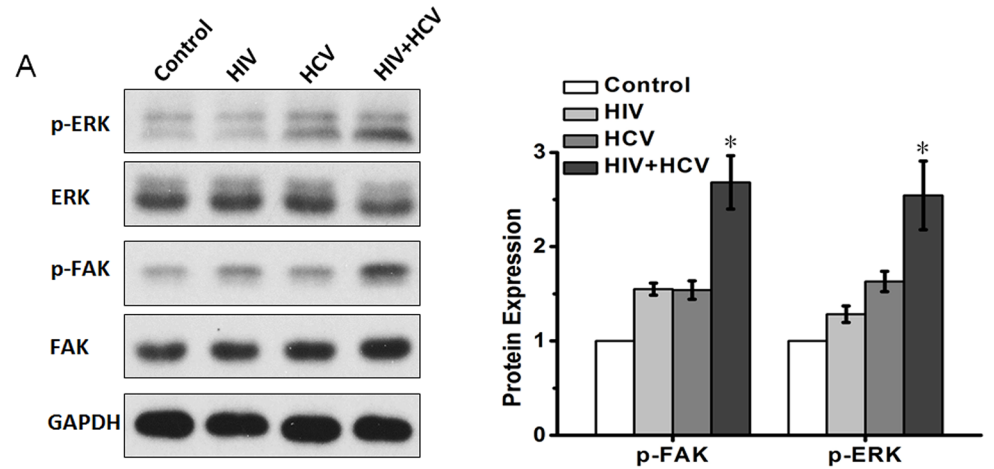 A
Control
HIV
HCV
HIV+HCV
p-ERK
ERK
p-FAK
FAK
GAPDH
Control
HIV
HCV
HIV+HCV
*
*
3
2
1
0
Protein Expression
p-FAK
p-ERK